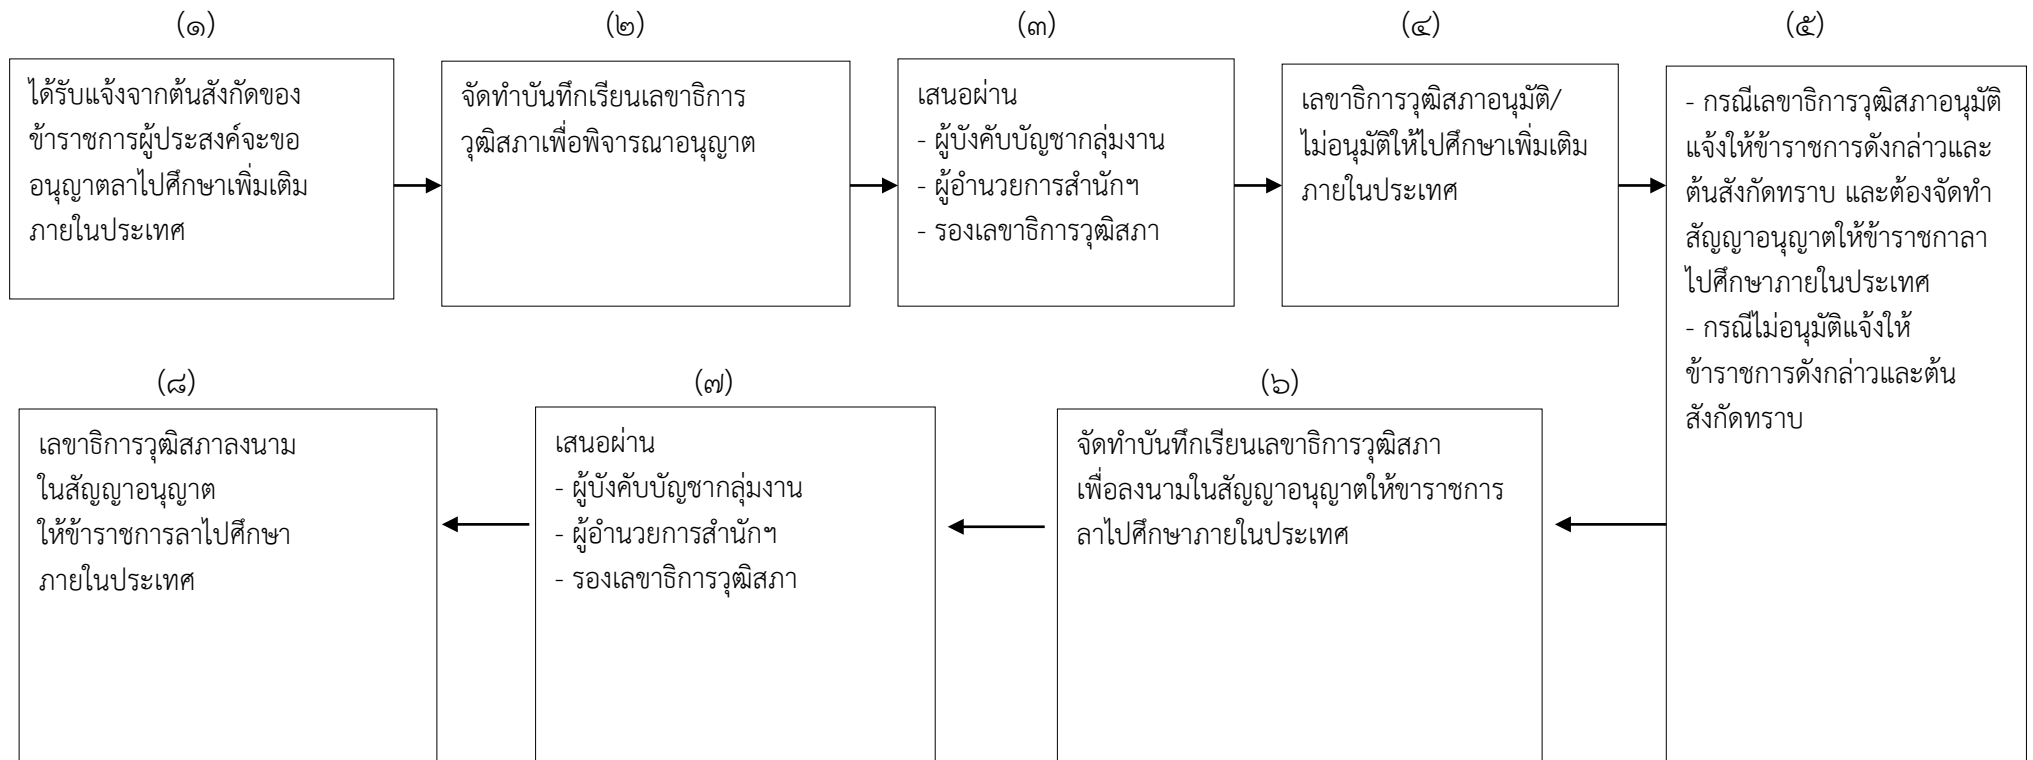 (๑)
ได้รับแจ้งจากต้นสังกัดของ
ข้าราชการผู้ประสงค์จะขอ
อนุญาตลาไปศึกษาเพิ่มเติม
ภายในประเทศ
(๒)
จัดทำบันทึกเรียนเลขาธิการ
วุฒิสภาเพื่อพิจารณาอนุญาต
(๓)
เสนอผ่าน
- ผู้บังคับบัญชากลุ่มงาน
- ผู้อำนวยการสำนักฯ
- รองเลขาธิการวุฒิสภา
(๔)
เลขาธิการวุฒิสภาอนุมัติ/
ไม่อนุมัติให้ไปศึกษาเพิ่มเติม
ภายในประเทศ
(๕)
- กรณีเลขาธิการวุฒิสภาอนุมัติ
แจ้งให้ข้าราชการดังกล่าวและ
ต้นสังกัดทราบ และต้องจัดทำ
สัญญาอนุญาตให้ข้าราชกาลา
ไปศึกษาภายในประเทศ
- กรณีไม่อนุมัติแจ้งให้
ข้าราชการดังกล่าวและต้น
สังกัดทราบ
(๖)
จัดทำบันทึกเรียนเลขาธิการวุฒิสภา
เพื่อลงนามในสัญญาอนุญาตให้ขาราชการ
ลาไปศึกษาภายในประเทศ
(๗)
เสนอผ่าน
- ผู้บังคับบัญชากลุ่มงาน
- ผู้อำนวยการสำนักฯ
- รองเลขาธิการวุฒิสภา
(๘)
เลขาธิการวุฒิสภาลงนาม
ในสัญญาอนุญาต
ให้ข้าราชการลาไปศึกษา
ภายในประเทศ